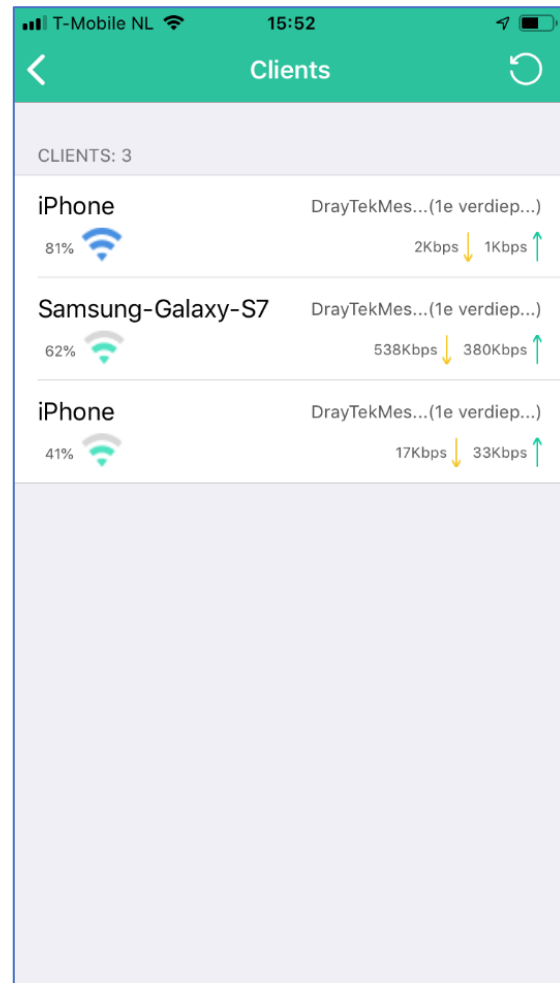 T-Mobile NL 15:52
Clients
CLIENTS: 3
iPhone DrayTekMes...(1e verdiep...)
81% 2Kbps 1Kbps
Samsung-Galaxy-S7 DrayTekMes...(1e verdiep...)
62% 538Kbps 380Kbps
iPhone DrayTekMes...(1e verdiep...)
41% 17Kbps 33Kbps